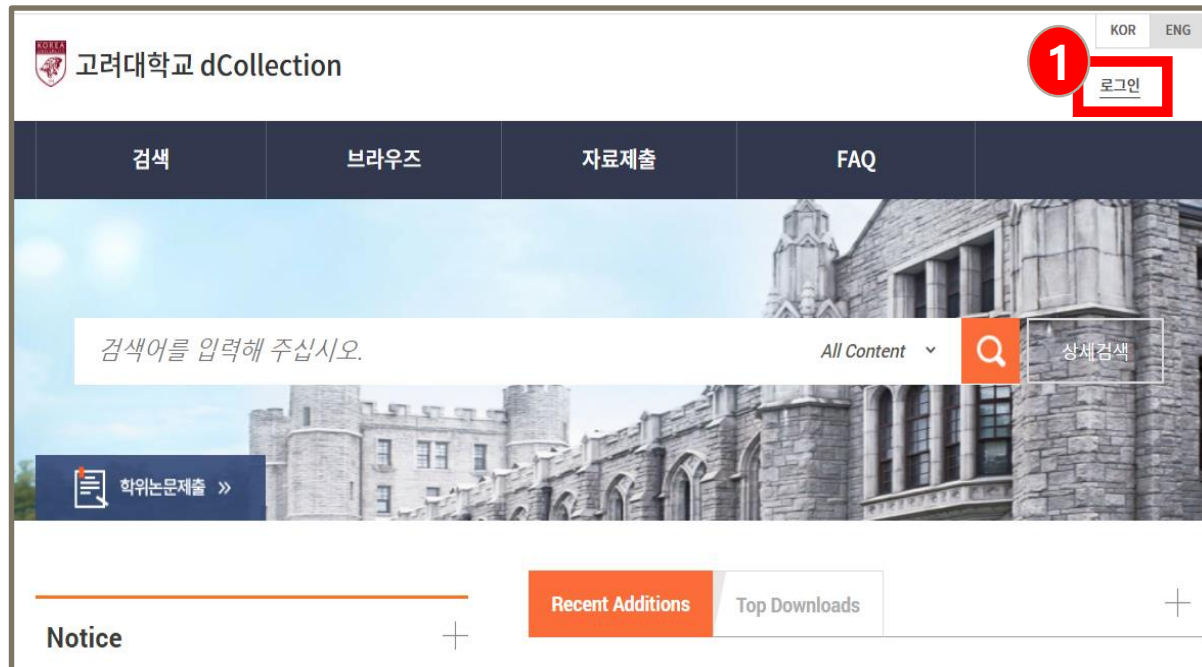 KOR ENG
KOREA
고려대학교 dCollection
1
로그인
검색 브라우즈 자료제출 FAQ
검색어를 입력해 주십시오. All Content 상세검색
학위논문제출 »
Recent Additions Top Downloads
Notice